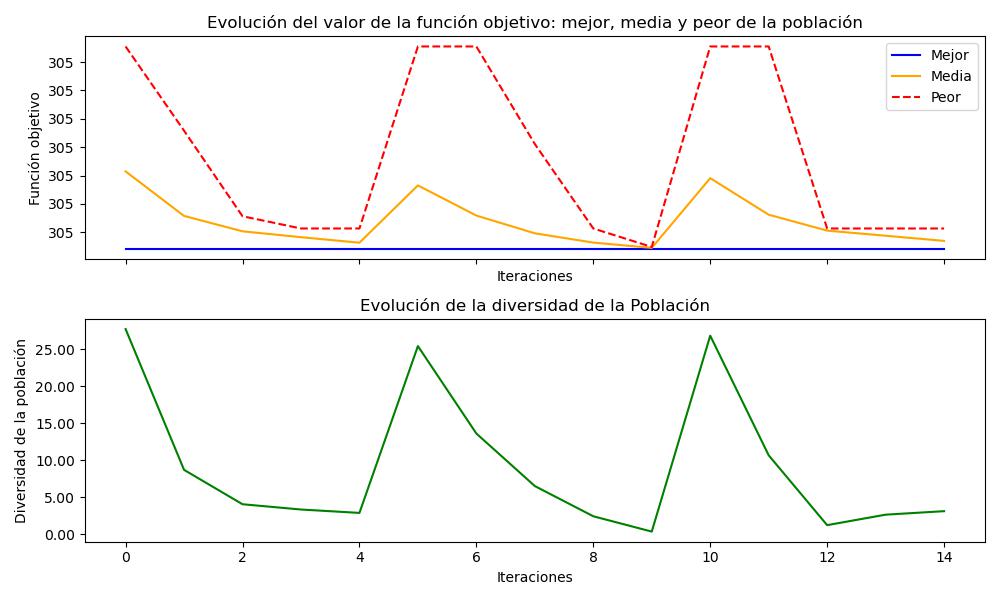 Evolución del valor de la función objetivo: mejor, media y peor de la población
Función objetivo
305
305
305
305
305
305
305
Mejor
Media
Peor
Iteraciones
Evolución de la diversidad de la Población
Diversidad de la población
25.00
20.00
15.00
10.00
5.00
0.00
0 2 4 6 8 10 12 14
Iteraciones